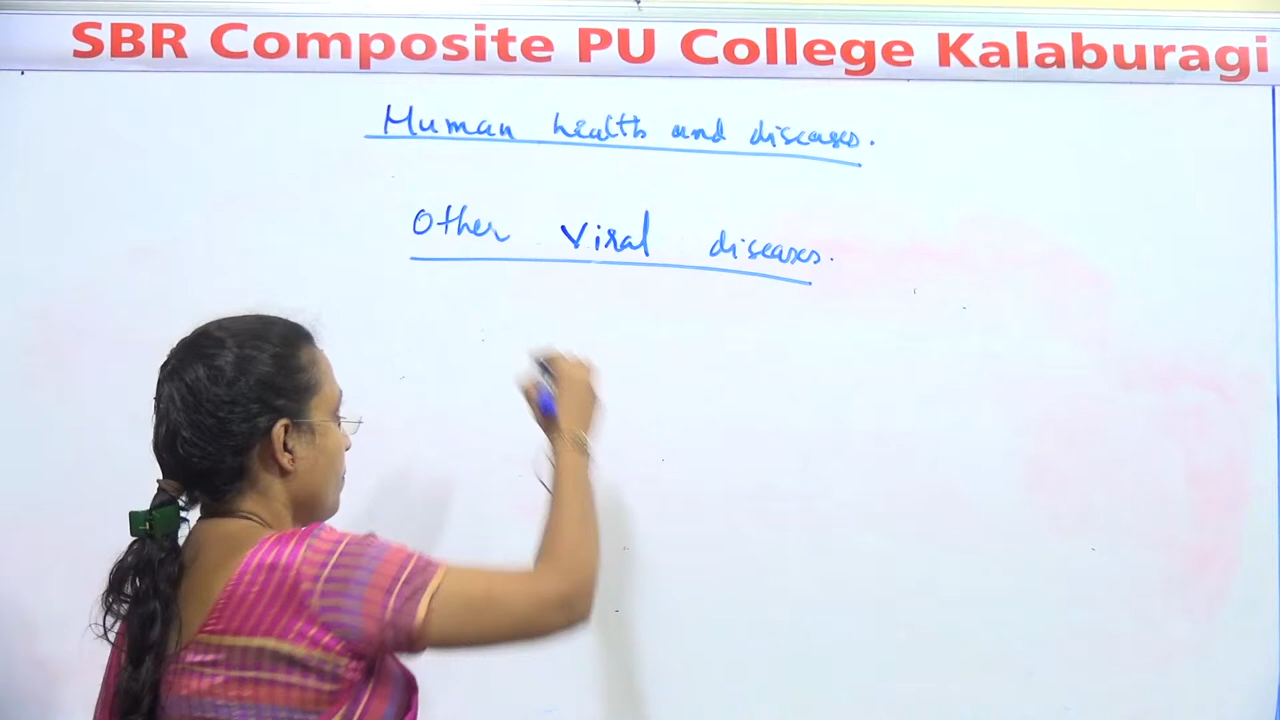 SBR Composite PU College Kalaburagi
Human health and diseases.
Other viral diseases.